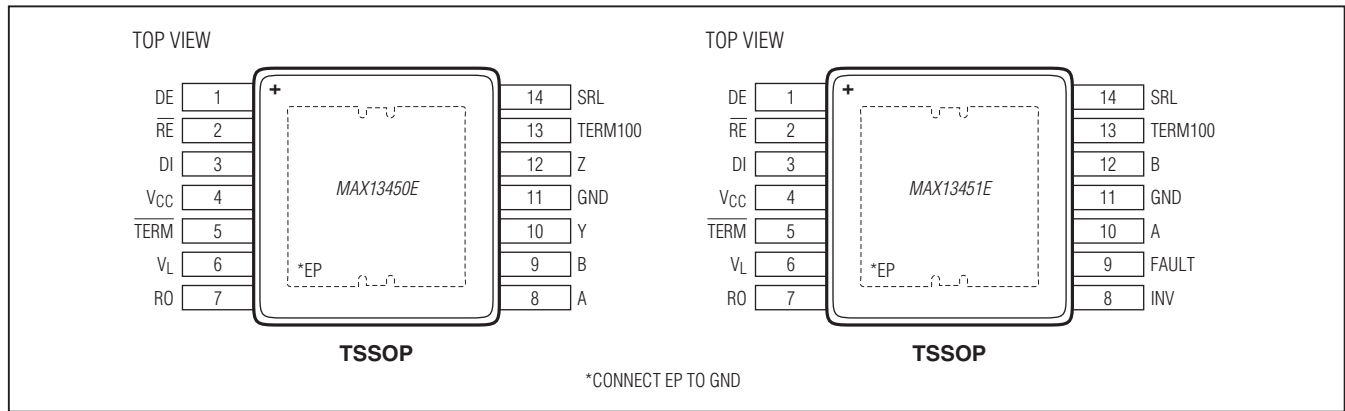 TOP VIEW
DE 1
RE 2
DI 3
VCC 4
TERM 5
VL 6
RO 7
+
MAX13450E
*EP
14 SRL
13 TERM100
12 Z
11 GND
10 Y
9 B
8 A
TSSOP
TOP VIEW
DE 1
RE 2
DI 3
VCC 4
TERM 5
VL 6
RO 7
+
MAX13451E
*EP
14 SRL
13 TERM100
12 B
11 GND
10 A
9 FAULT
8 INV
TSSOP
*CONNECT EP TO GND